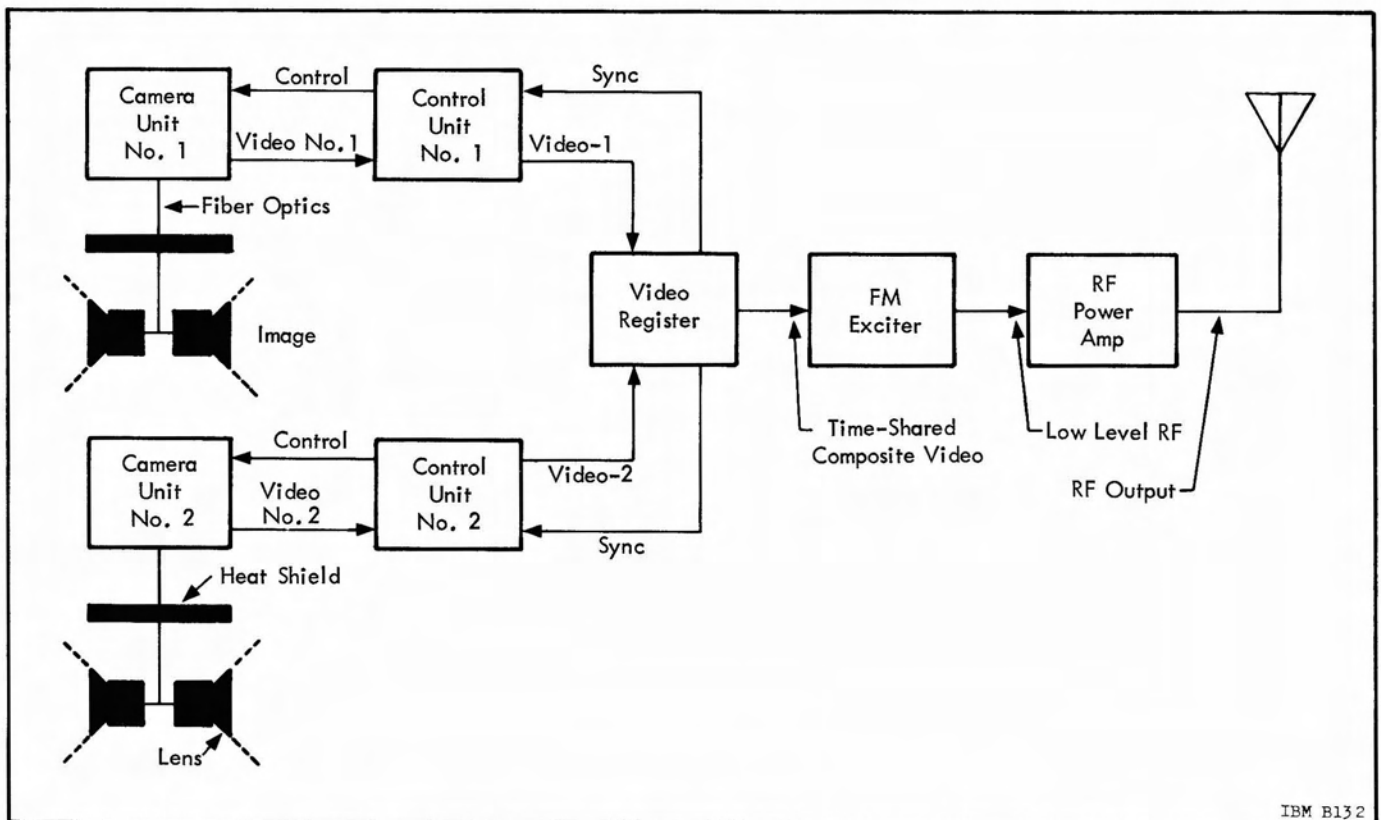 Camera
Unit
No. 1
Control
Video No.1
Control
Unit
No. 1
Sync
Video-1
Fiber Optics
Image
Video
Register
FM
Exciter
RF
Power
Amp
Time-Shared
Composite Video
Low Level RF
RF Output
Camera
Unit
No. 2
Control
Video
No.2
Control
Unit
No. 2
Video-2
Sync
Heat Shield
Lens
IBM B132